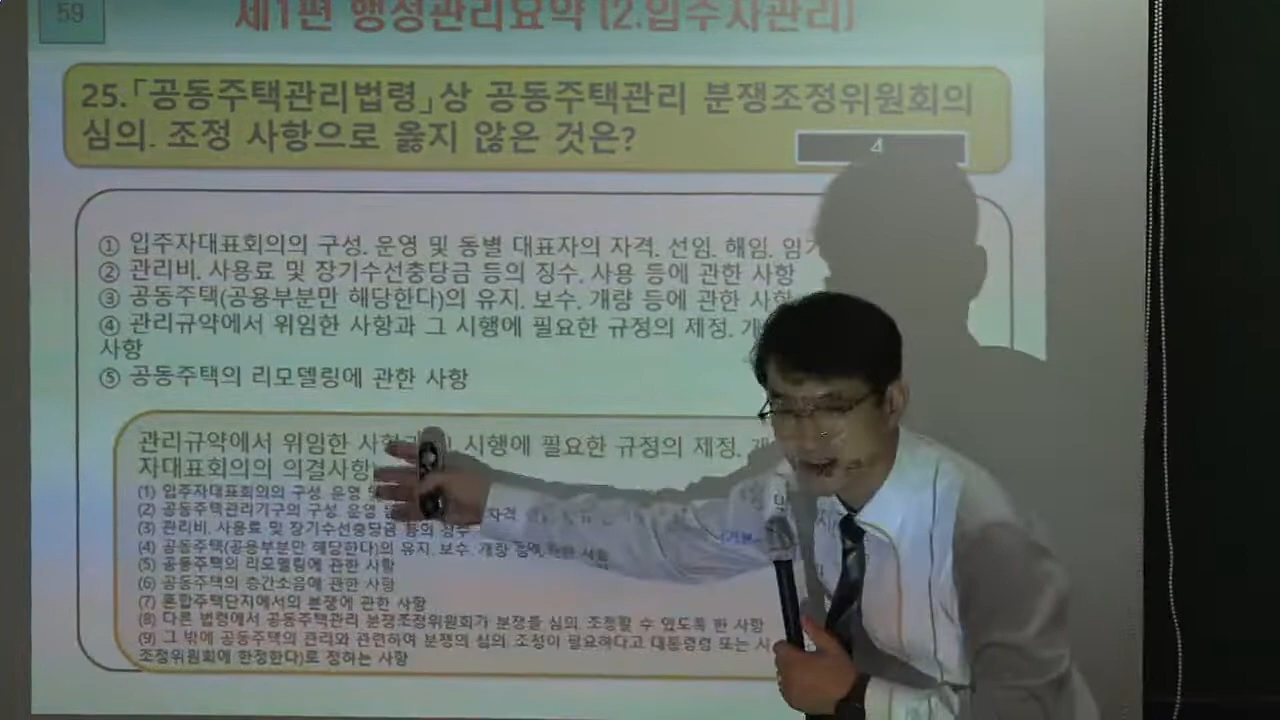 59
제1편 행정관리요약 (2.입주자관리)
25.「공동주택관리법령」상 공동주택관리 분쟁조정위원회의
심의. 조정 사항으로 옳지 않은 것은?
4
① 입주자대표회의의 구성. 운영 및 동별 대표자의 자격. 선임. 해임. 임기
② 관리비. 사용료 및 장기수선충당금 등의 징수. 사용 등에 관한 사항
③ 공동주택(공용부분만 해당한다)의 유지. 보수. 개량 등에 관한 사항
④ 관리규약에서 위임한 사항과 그 시행에 필요한 규정의 제정. 개
사항
⑤ 공동주택의 리모델링에 관한 사항
관리규약에서 위임한 시행에 필요한 규정의 제정. 개
자대표회의의 의결사항
(1) 입주자대표회의의 구성. 운영
(2) 공동주택관리기구의 구성. 운영 자격
(3) 관리비. 사용료 및 장기수선충당금 등의 징수
(4) 공동주택(공용부분만 해당한다)의 유지. 보수. 개량 등에 관한 사항
(5) 공동주택의 리모델링에 관한 사항
(6) 공동주택의 층간소음에 관한 사항
(7) 혼합주택단지에서의 분쟁에 관한 사항
(8) 다른 법령에서 공동주택관리 분쟁조정위원회가 분쟁을 심의. 조정할 수 있도록 한 사항
(9) 그 밖에 공동주택의 관리와 관련하여 분쟁의 심의. 조정이 필요하다고 대통령령 또는 시
조정위원회에 한정한다)로 정하는 사항